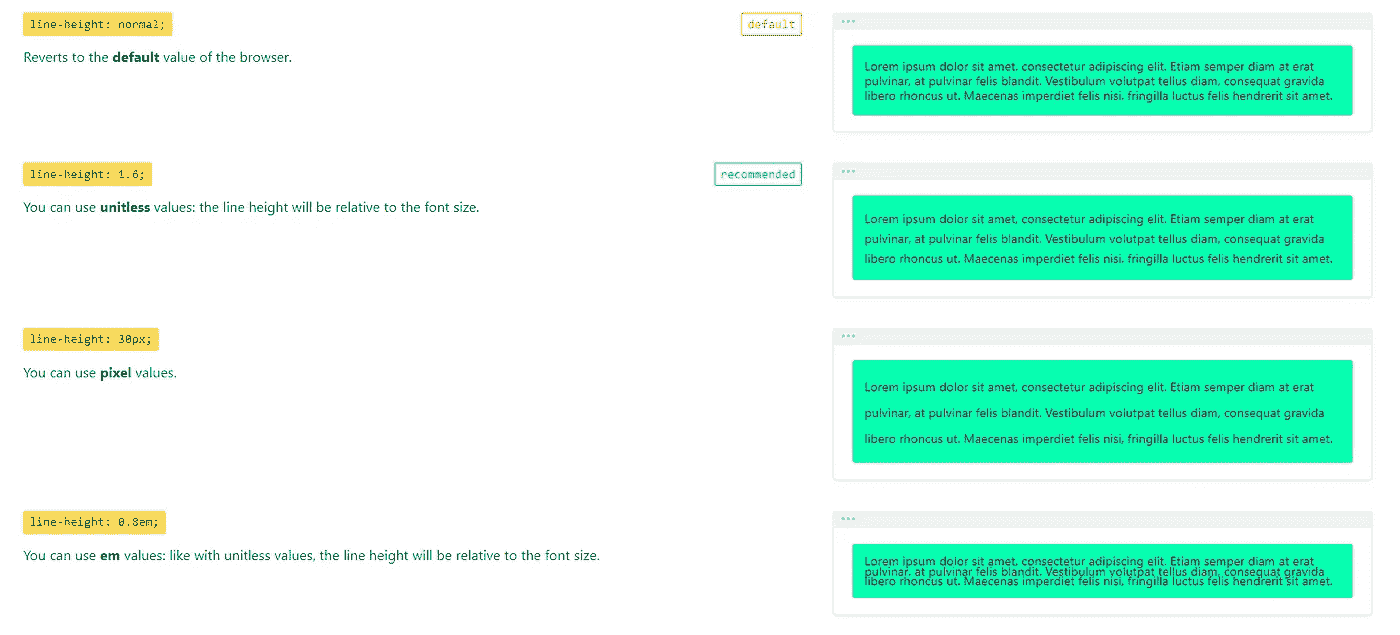 line-height: normal;
default
Reverts to the default value of the browser.
Lorem ipsum dolor sit amet, consectetur adipiscing elit. Etiam semper diam at erat
pulvinar, at pulvinar felis blandit. Vestibulum volutpat tellus diam, consequat gravida
libero rhoncus ut. Maecenas imperdiet felis nisi, fringilla luctus felis hendrerit sit amet.
line-height: 1.6;
recommended
You can use unitless values: the line height will be relative to the font size.
Lorem ipsum dolor sit amet, consectetur adipiscing elit. Etiam semper diam at erat
pulvinar, at pulvinar felis blandit. Vestibulum volutpat tellus diam, consequat gravida
libero rhoncus ut. Maecenas imperdiet felis nisi, fringilla luctus felis hendrerit sit amet.
line-height: 30px;
You can use pixel values.
Lorem ipsum dolor sit amet, consectetur adipiscing elit. Etiam semper diam at erat
pulvinar, at pulvinar felis blandit. Vestibulum volutpat tellus diam, consequat gravida
libero rhoncus ut. Maecenas imperdiet felis nisi, fringilla luctus felis hendrerit sit amet.
line-height: 0.8em;
You can use em values: like with unitless values, the line height will be relative to the font size.
Lorem ipsum dolor sit amet, consectetur adipiscing elit. Etiam semper diam at erat
pulvinar, at pulvinar felis blandit. Vestibulum volutpat tellus diam, consequat gravida
libero rhoncus ut. Maecenas imperdiet felis nisi, fringilla luctus felis hendrerit sit amet.